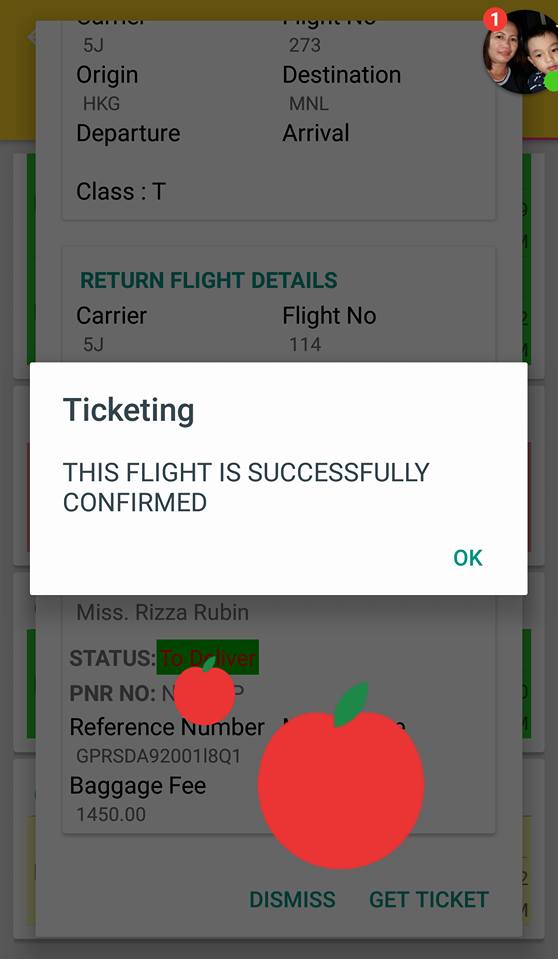 1
Carrier Flight No
5J 273
Origin Destination
HKG MNL
Departure Arrival
Class : T
RETURN FLIGHT DETAILS
Carrier Flight No
5J 114
Ticketing
THIS FLIGHT IS SUCCESSFULLY
CONFIRMED
OK
Miss. Rizza Rubin
STATUS: To Deliver
PNR NO:
Reference Number
GPRSDA92001l8Q1
Baggage Fee
1450.00
DISMISS GET TICKET